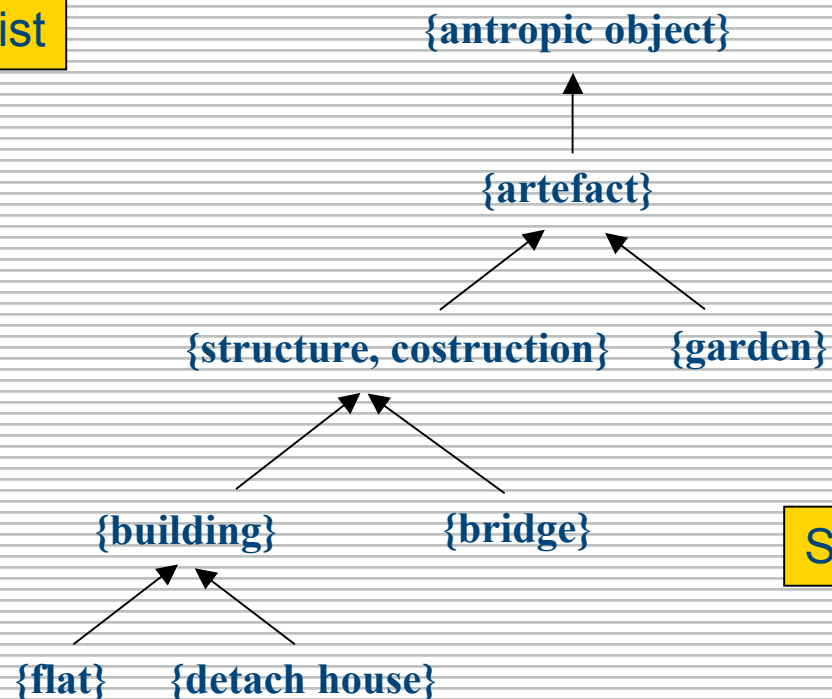 ist
{antropic object}
{artefact}
{structure, costruction} {garden}
{building} {bridge}
S
{flat} {detach house}